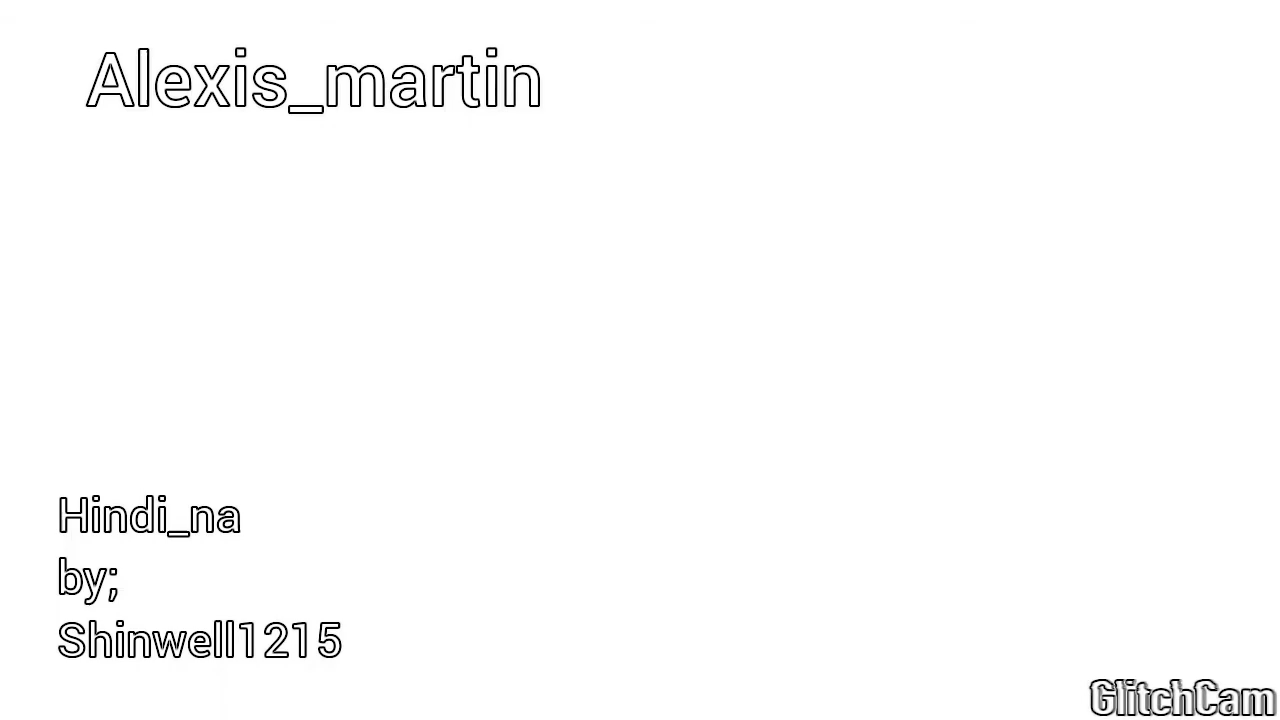 Alexis_martin
Hindi_na
by;
Shinwell1215
GlitchCam